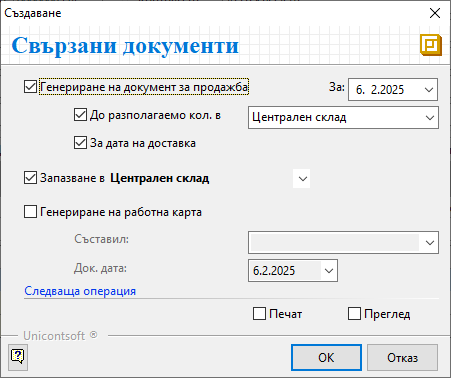 Създаване
Свързани документи
Генериране на документ за продажба За: 6. 2.2025
До разполагаемо кол. в Централен склад
За дата на доставка
Запазване в Централен склад
Генериране на работна карта
Съставил:
Док. дата: 6.2.2025
Следваща операция
Печат Преглед
Unicontsoft ®
? ОК Отказ